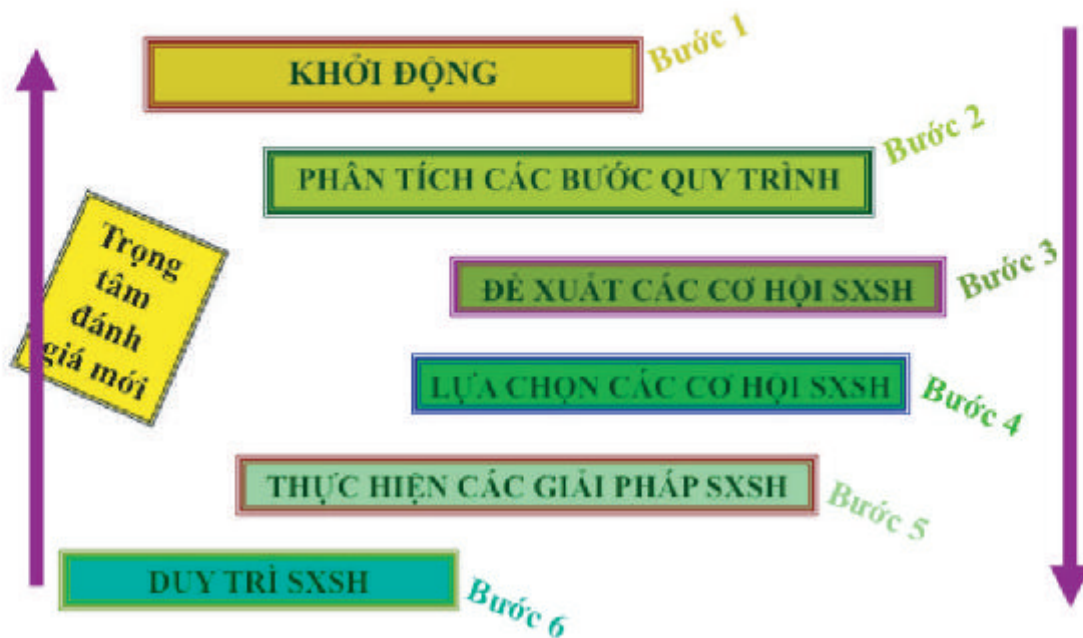 KHỞI ĐỘNG
Bước 1
PHÂN TÍCH CÁC BƯỚC QUY TRÌNH
Bước 2
Trọng
tâm
đánh
giá mới
ĐỀ XUẤT CÁC CƠ HỘI SXSH
Bước 3
LỰA CHỌN CÁC CƠ HỘI SXSH
Bước 4
THỰC HIỆN CÁC GIẢI PHÁP SXSH
Bước 5
DUY TRÌ SXSH
Bước 6